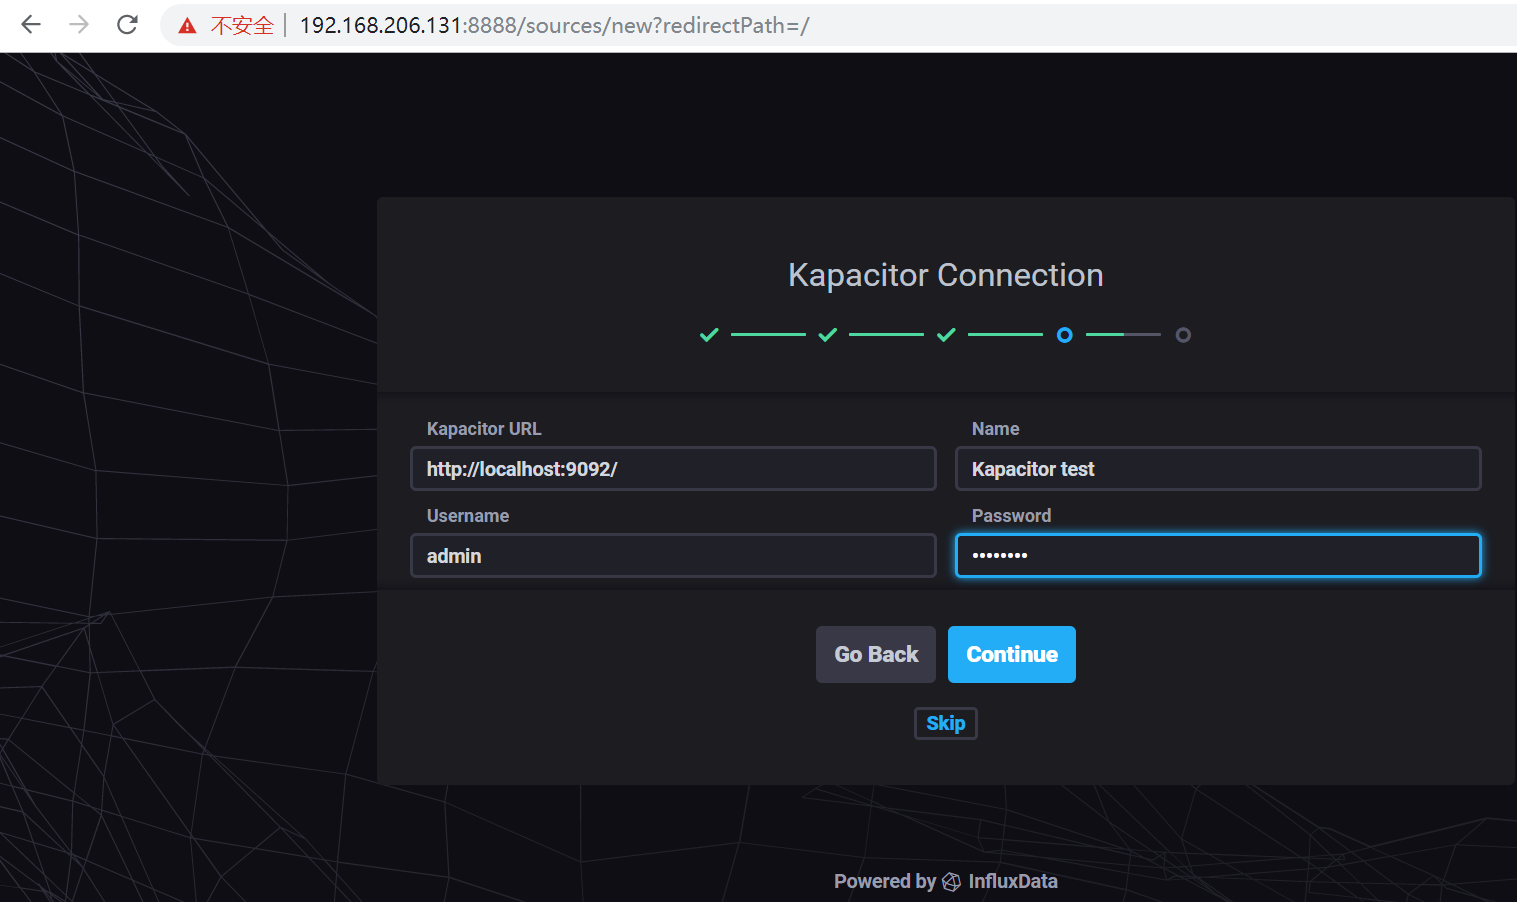 不安全 192.168.206.131:8888/sources/new?redirectPath=/
Kapacitor Connection
Kapacitor URL Name
http://localhost:9092/ Kapacitor test
Username Password
admin ••••••••
Go Back Continue
Skip
Powered by InfluxData